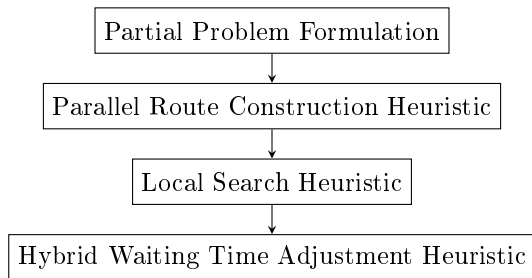 Partial Problem Formulation
Parallel Route Construction Heuristic
Local Search Heuristic
Hybrid Waiting Time Adjustment Heuristic